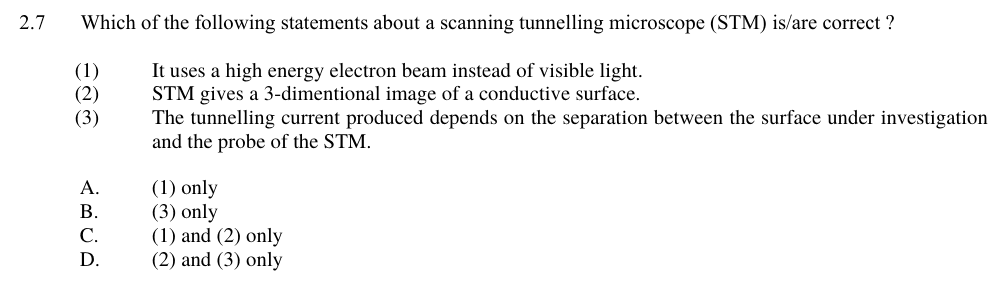 2.7 Which of the following statements about a scanning tunnelling microscope (STM) is/are correct ?
(1) It uses a high energy electron beam instead of visible light.
(2) STM gives a 3-dimentional image of a conductive surface.
(3) The tunnelling current produced depends on the separation between the surface under investigation
and the probe of the STM.
A. (1) only
B. (3) only
C. (1) and (2) only
D. (2) and (3) only